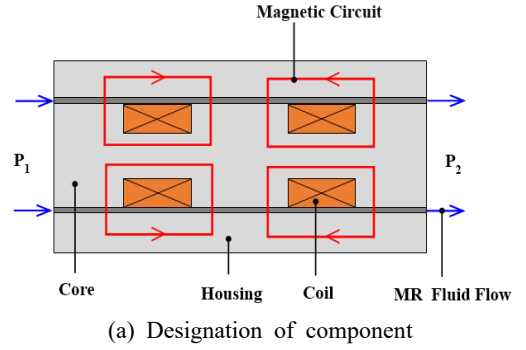 Magnetic Circuit
P1
P2
Core
Housing
Coil
MR Fluid Flow
(a) Designation of component